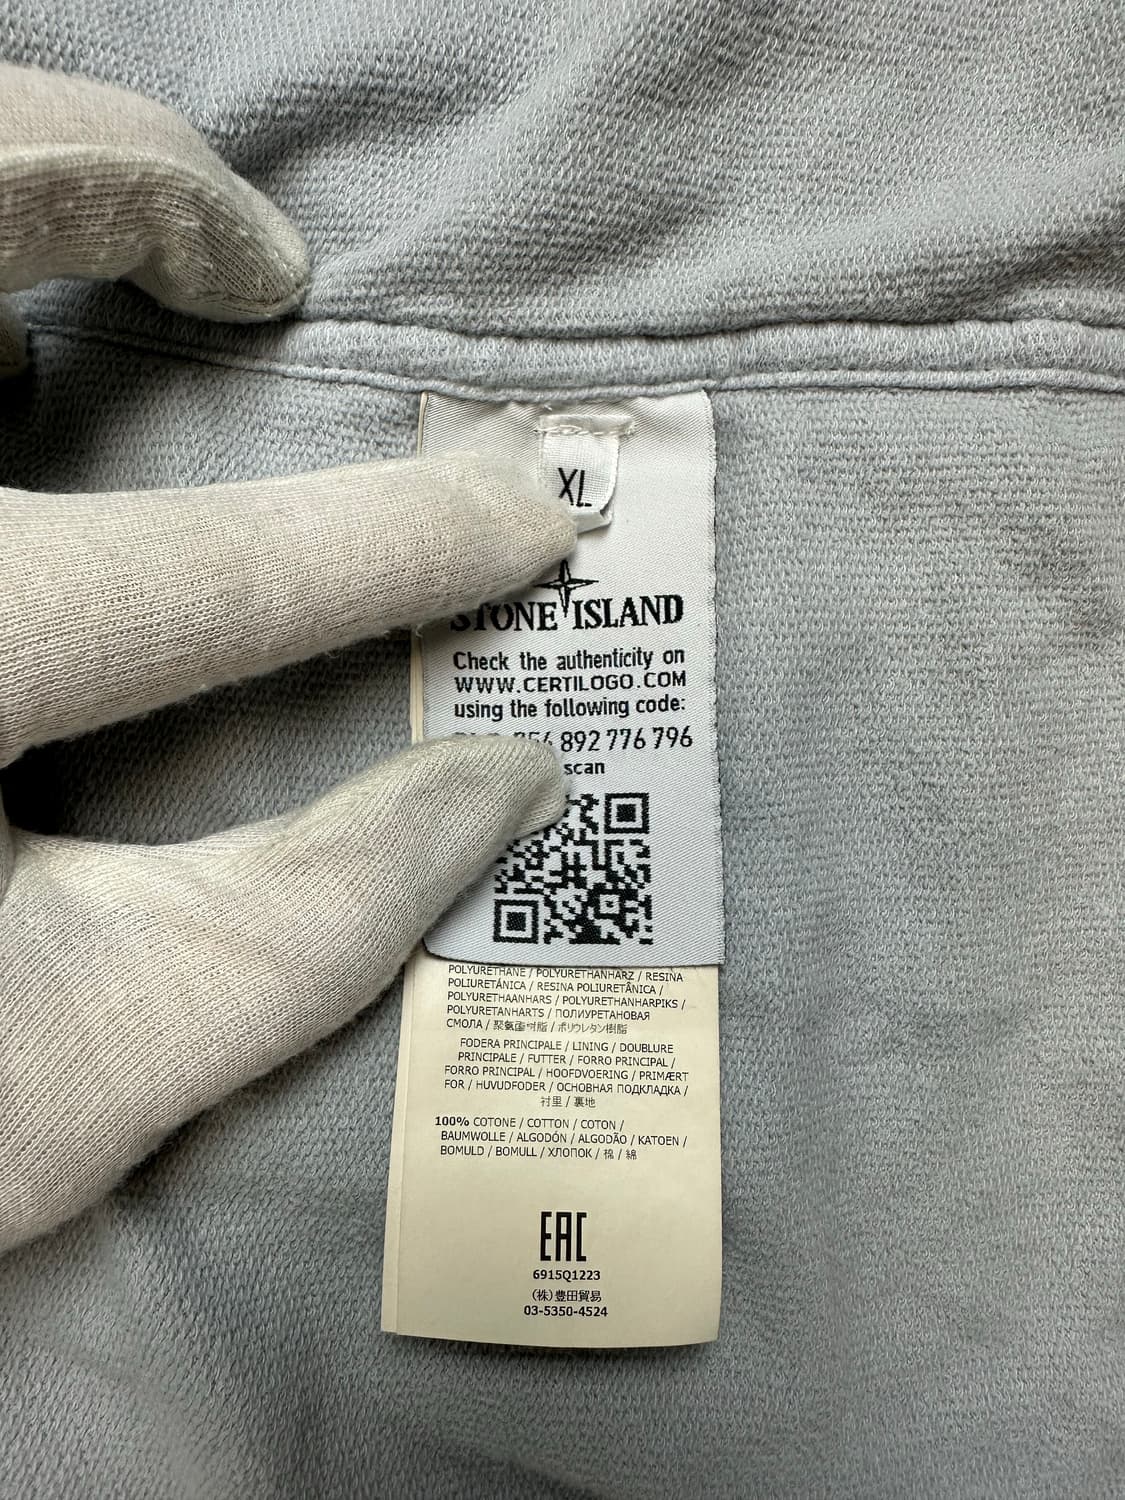 XL
STONE ISLAND
Check the authenticity on
WWW.CERTILOGO.COM
using the following code:
892 776 796
scan
POLYURETHANE / POLYURETHANHARZ / RESINA
POLIURETÁNICA / RESINA POLIURETÂNICA /
POLYURETHAANHARS / POLYURETHANHARPIKS /
POLYURETANHARTS / ПОЛИУРЕТАНОВАЯ
СМОЛА / 聚氨酯树脂 / ポリウレタン樹脂
FODERA PRINCIPALE / LINING / DOUBLURE
PRINCIPALE / FUTTER / FORRO PRINCIPAL /
FORRO PRINCIPAL / HOOFDVOERING / PRIMÆRT
FOR / HUVUDFODER / ОСНОВНАЯ ПОДКЛАДКА /
衬里 / 裏地
100% COTONE / COTTON / COTON /
BAUMWOLLE / ALGODÓN / ALGODÃO / KATOEN /
BOMULD / BOMULL / ХЛОПОК / 棉 / 綿
EAC
6915Q1223
(株)豊田貿易
03-5350-4524